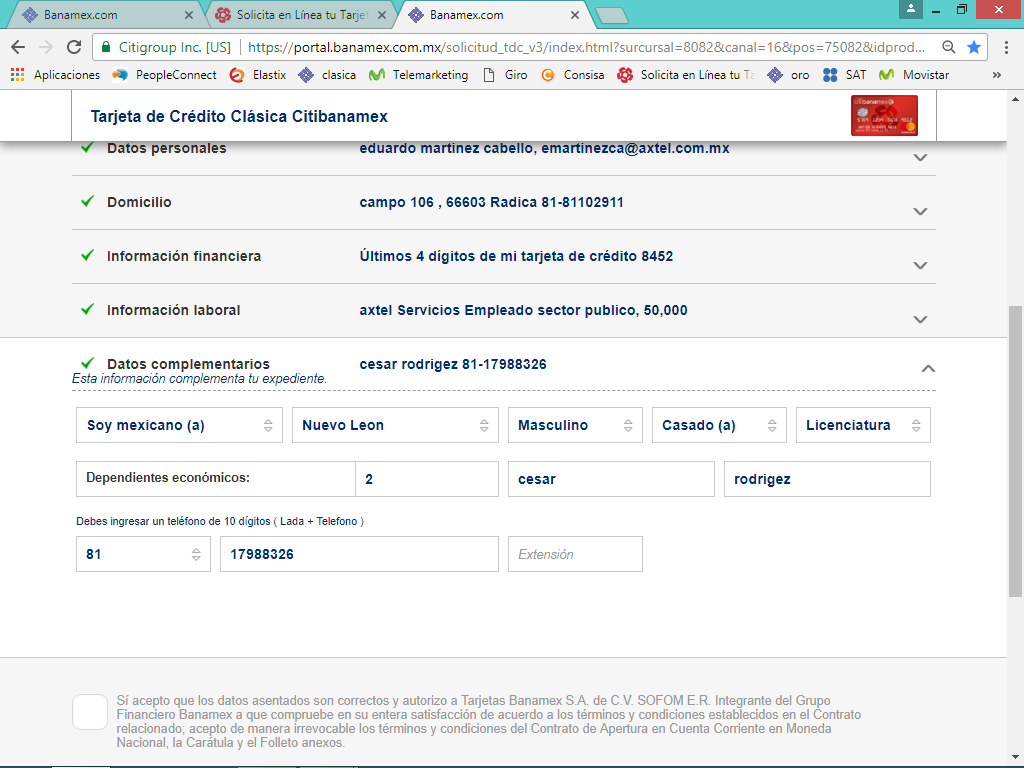 Banamex.com
Solicita en Línea tu Tarjet
Banamex.com
Citigroup Inc. [US] https://portal.banamex.com.mx/solicitud_tdc_v3/index.html?surcursal=8082&canal=16&pos=75082&idprod...
Aplicaciones PeopleConnect Elastix clasica Telemarketing Giro Consisa Solicita en Línea tu Ta oro SAT Movistar »
Tarjeta de Crédito Clásica Citibanamex
Datos personales eduardo martinez cabello, emartinezca@axtel.com.mx
Domicilio campo 106 , 66603 Radica 81-81102911
Información financiera Últimos 4 dígitos de mi tarjeta de crédito 8452
Información laboral axtel Servicios Empleado sector publico, 50,000
Datos complementarios cesar rodrigez 81-17988326
Esta información complementa tu expediente.
Soy mexicano (a) Nuevo Leon Masculino Casado (a) Licenciatura
Dependientes económicos: 2 cesar rodrigez
Debes ingresar un teléfono de 10 dígitos ( Lada + Telefono )
81 17988326 Extensión
Sí acepto que los datos asentados son correctos y autorizo a Tarjetas Banamex S.A. de C.V. SOFOM E.R. Integrante del Grupo
Financiero Banamex a que compruebe en su entera satisfacción de acuerdo a los términos y condiciones establecidos en el Contrato
relacionado; acepto de manera irrevocable los términos y condiciones del Contrato de Apertura en Cuenta Corriente en Moneda
Nacional, la Carátula y el Folleto anexos.